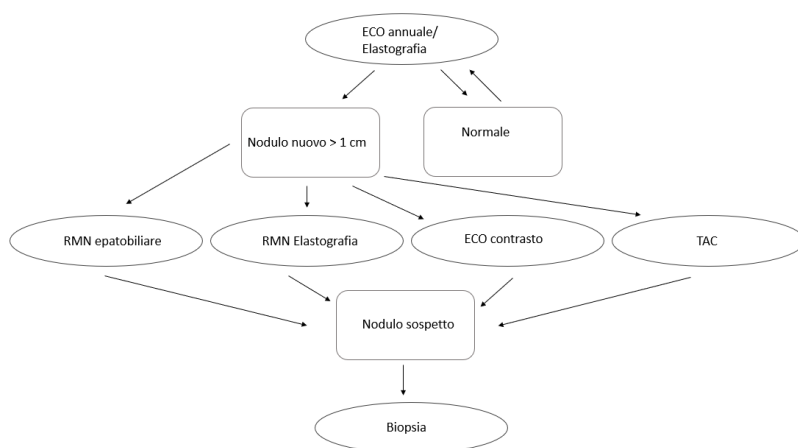 ECO annuale/
Elastografia
Nodulo nuovo > 1 cm
Normale
RMN epatobiliare
RMN Elastografia
ECO contrasto
TAC
Nodulo sospetto
Biopsia